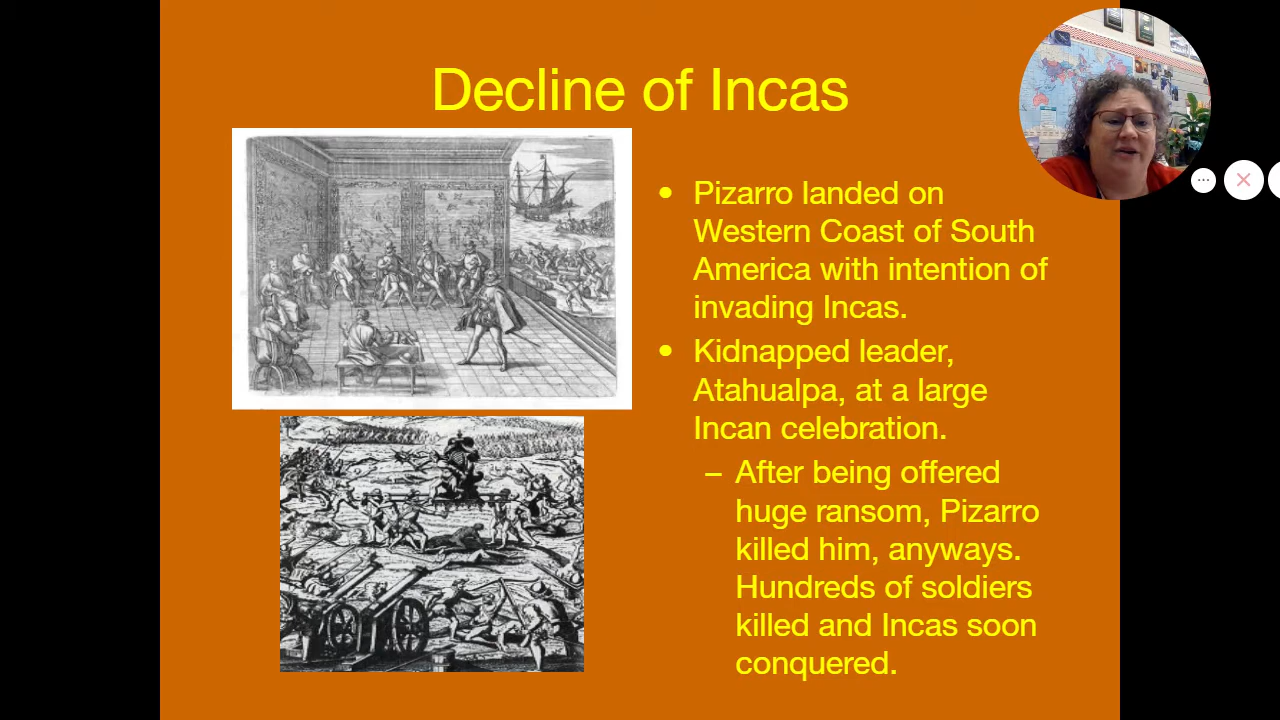 Decline of Incas
• Pizarro landed on
Western Coast of South
America with intention of
invading Incas.
• Kidnapped leader,
Atahualpa, at a large
Incan celebration.
– After being offered
huge ransom, Pizarro
killed him, anyways.
Hundreds of soldiers
killed and Incas soon
conquered.